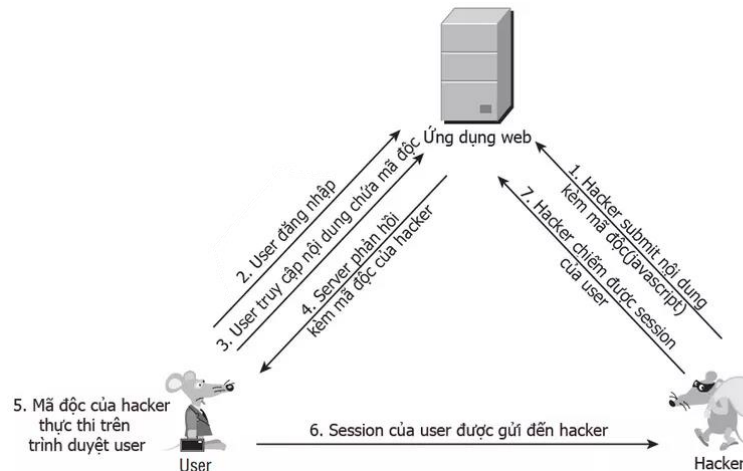 Ứng dụng web
1. Hacker submit nội dung
kèm mã độc(javascript)
7. Hacker chiếm được session
của user
2. User đăng nhập
3. User truy cập nội dung chứa mã độc
4. Server phản hồi
kèm mã độc của hacker
5. Mã độc của hacker
thực thi trên
trình duyệt user
6. Session của user được gửi đến hacker
User
Hacker